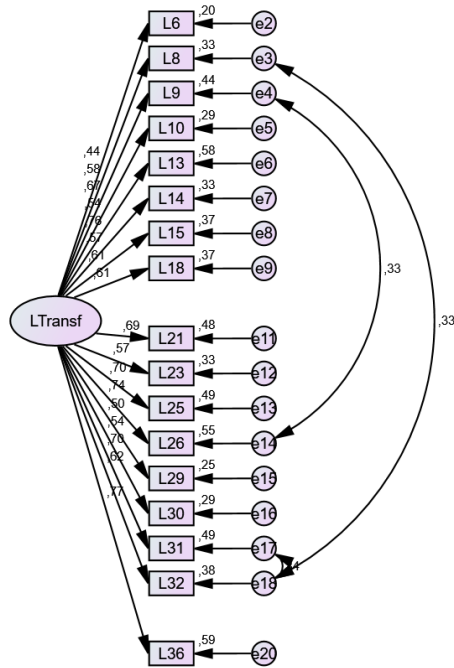 L6 ,20 e2
L8 ,33 e3
L9 ,44 e4
L10 ,29 e5
L13 ,58 e6
L14 ,33 e7
L15 ,37 e8
L18 ,37 e9
,44
,58
,67
,54
,76
,57
,61
,61
LTransf
,33
,33
L21 ,48 e11
L23 ,33 e12
L25 ,49 e13
L26 ,55 e14
L29 ,25 e15
L30 ,29 e16
L31 ,49 e17
L32 ,38 e18
L36 ,59 e20
,69
,57
,70
,74
,50
,54
,70
,62
,77